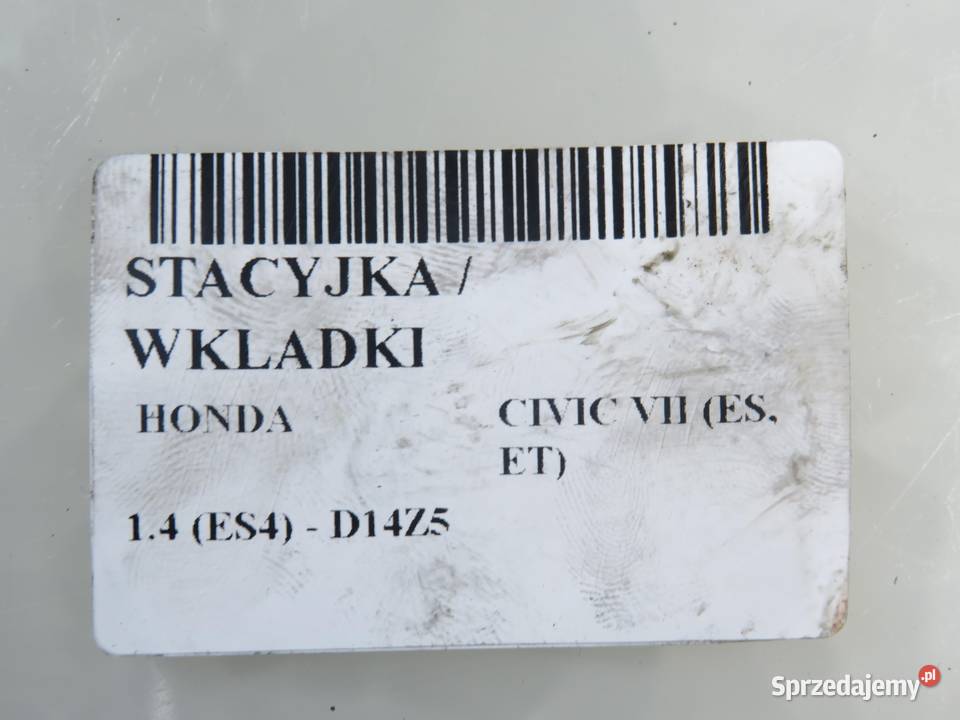 STACYJKA /
WKLADKI
HONDA
CIVIC VII (ES,
ET)
1.4 (ES4) - D14Z5
Sprzedajemy.pl